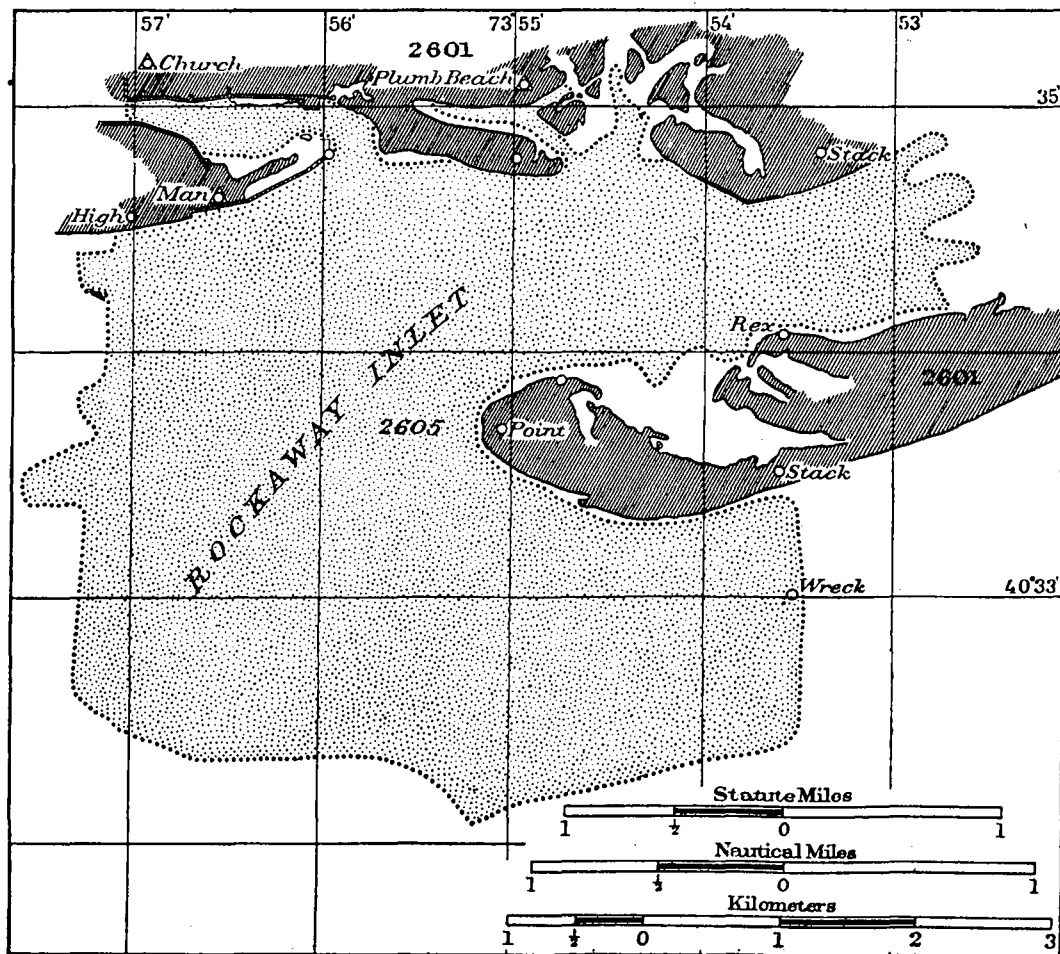 57' 56' 73° 55' 54' 53'
2601
Church
Plumb Beach
35'
Stack
Man
High
ROCKAWAY INLET
Rex
2601
2605
Point
Stack
Wreck
40°33'
Statute Miles
1 ½ 0 1
Nautical Miles
1 ½ 0 1
Kilometers
1 ½ 0 1 2 3